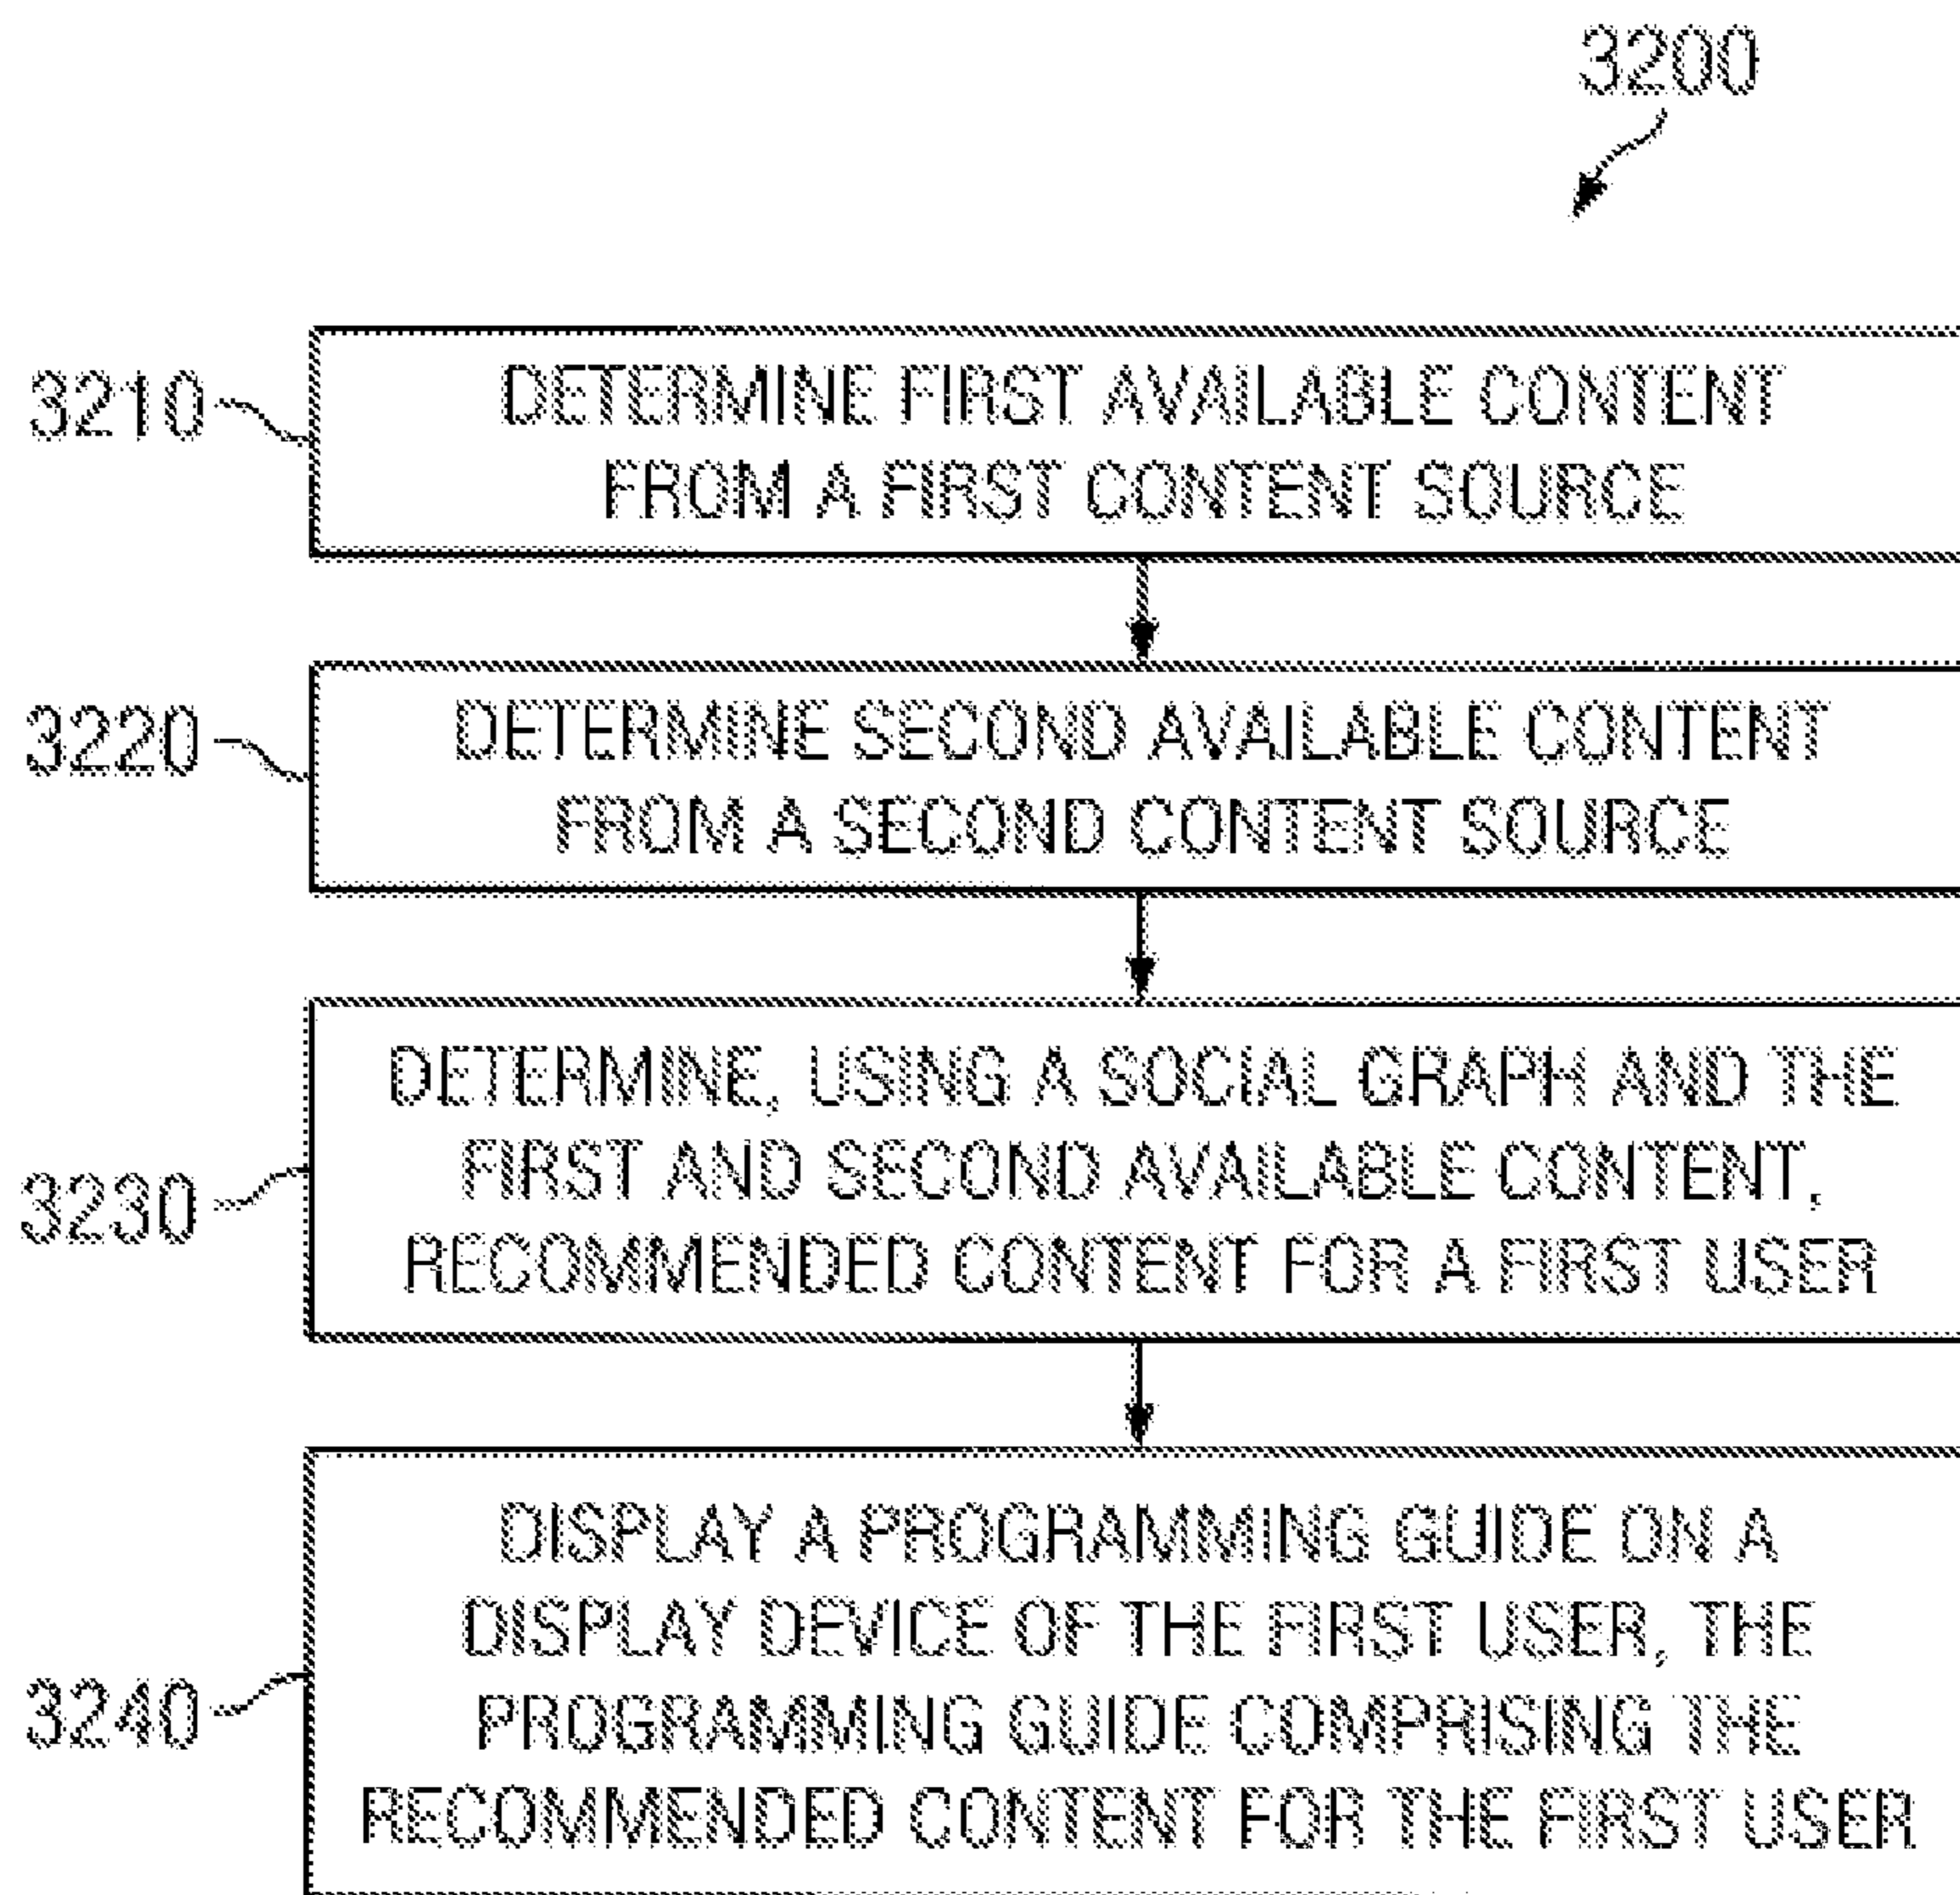 3200
3210
DETERMINE FIRST AVAILABLE CONTENT
FROM A FIRST CONTENT SOURCE
3220
DETERMINE SECOND AVAILABLE CONTENT
FROM A SECOND CONTENT SOURCE
3230
DETERMINE, USING A SOCIAL GRAPH AND THE
FIRST AND SECOND AVAILABLE CONTENT,
RECOMMENDED CONTENT FOR A FIRST USER
3240
DISPLAY A PROGRAMMING GUIDE ON A
DISPLAY DEVICE OF THE FIRST USER, THE
PROGRAMMING GUIDE COMPRISING THE
RECOMMENDED CONTENT FOR THE FIRST USER